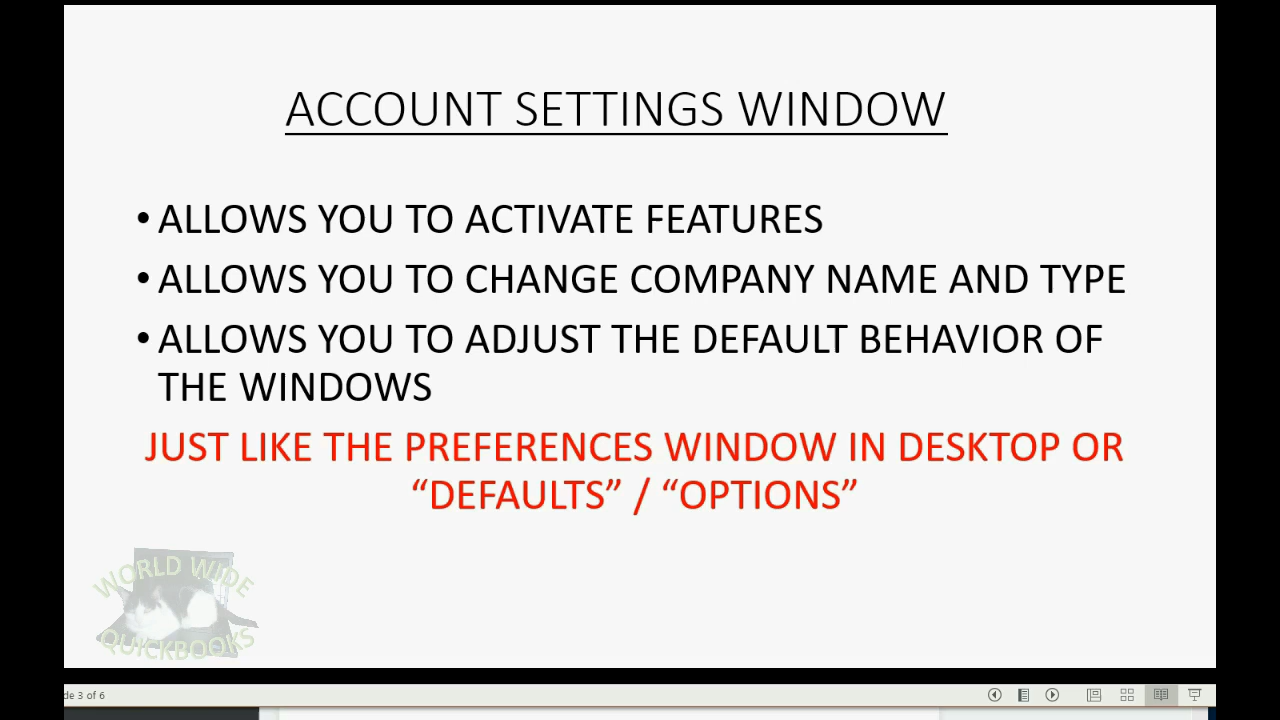 ACCOUNT SETTINGS WINDOW
• ALLOWS YOU TO ACTIVATE FEATURES
• ALLOWS YOU TO CHANGE COMPANY NAME AND TYPE
• ALLOWS YOU TO ADJUST THE DEFAULT BEHAVIOR OF
THE WINDOWS
JUST LIKE THE PREFERENCES WINDOW IN DESKTOP OR
“DEFAULTS” / “OPTIONS”
WORLD WIDE
QUICKBOOKS
de 3 of 6